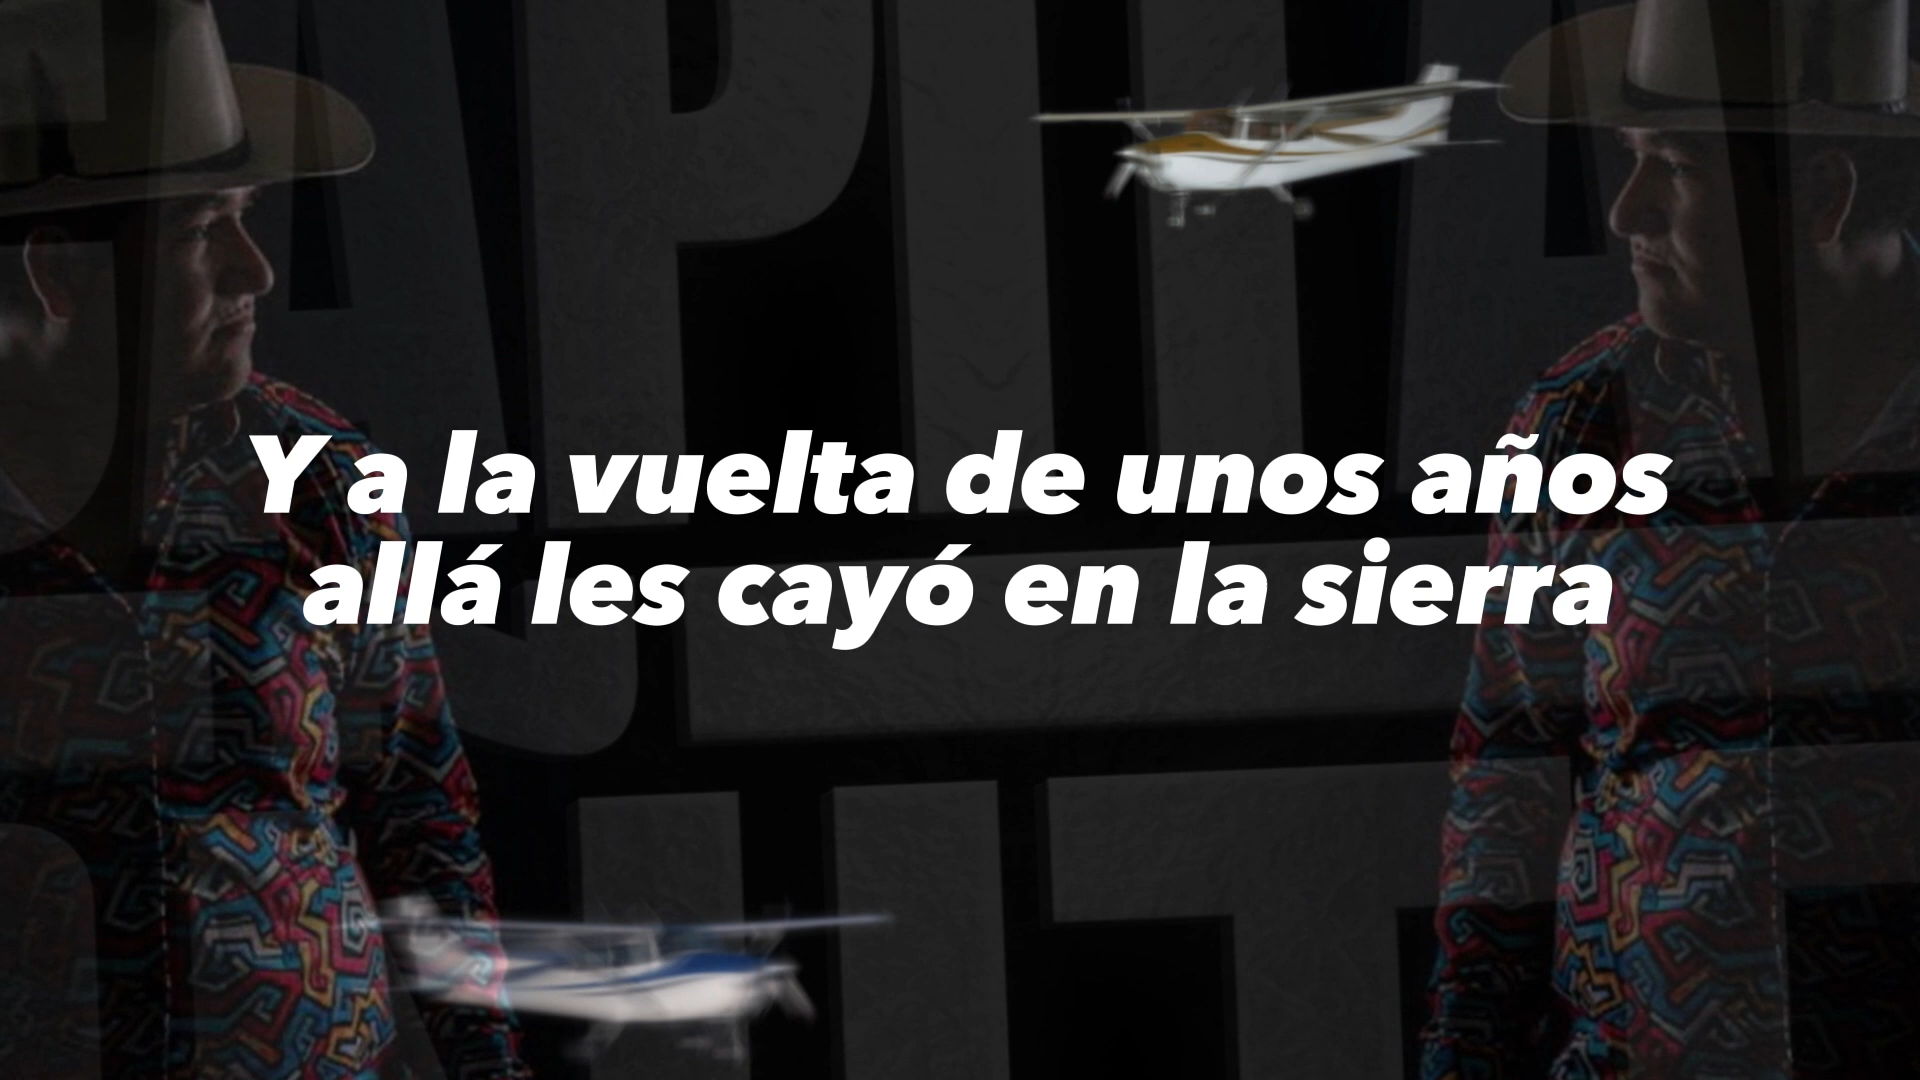 Y a la vuelta de unos años
allá les cayó en la sierra